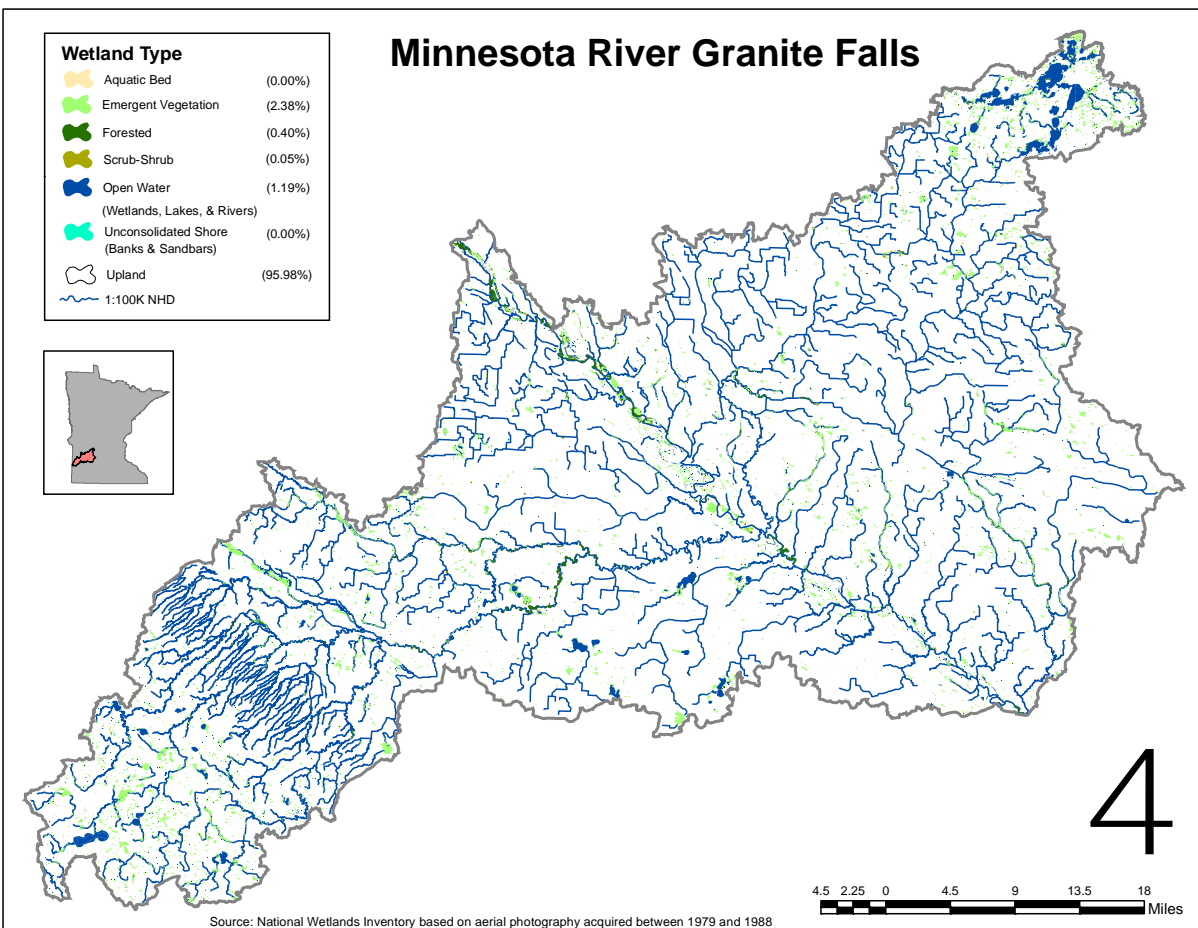 Minnesota River Granite Falls
Wetland Type
Aquatic Bed (0.00%)
Emergent Vegetation (2.38%)
Forested (0.40%)
Scrub-Shrub (0.05%)
Open Water (1.19%)
(Wetlands, Lakes, & Rivers)
Unconsolidated Shore (0.00%)
(Banks & Sandbars)
Upland (95.98%)
1:100K NHD
4
4.5 2.25 0 4.5 9 13.5 18
Miles
Source: National Wetlands Inventory based on aerial photography acquired between 1979 and 1988